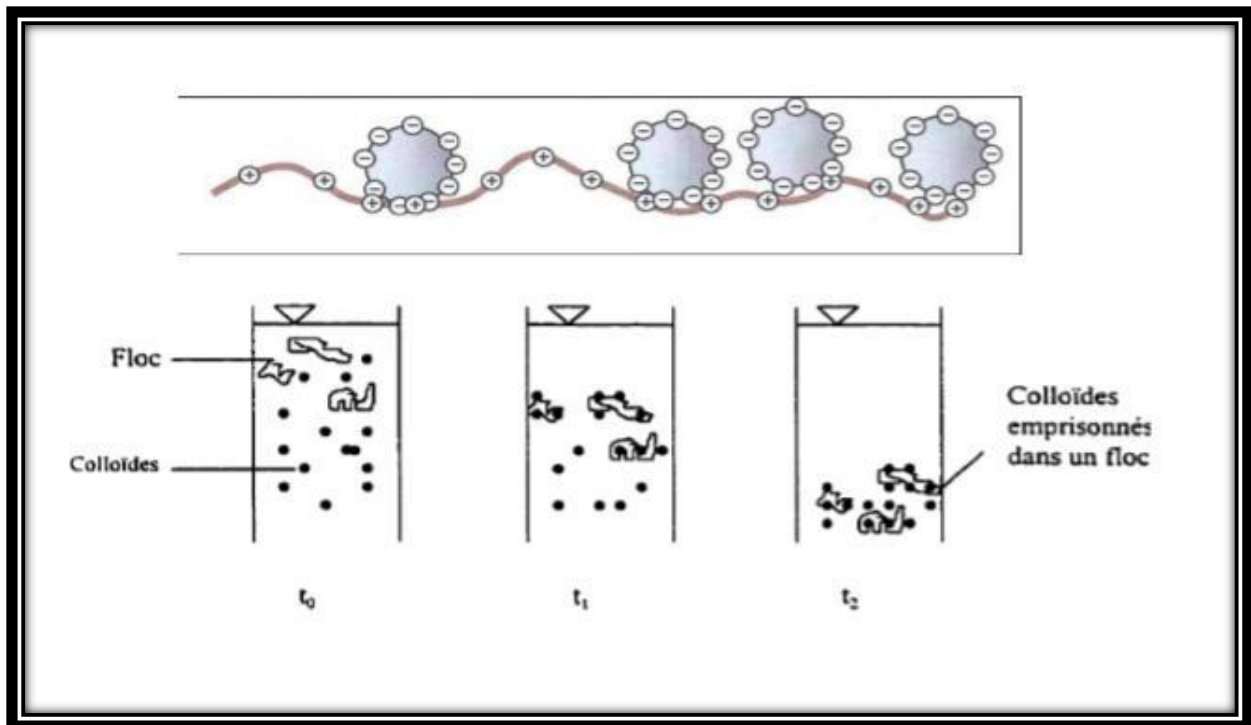 Floc
Colloïdes
Colloïdes
emprisonnés
dans un floc
t₀
t₁
t₂